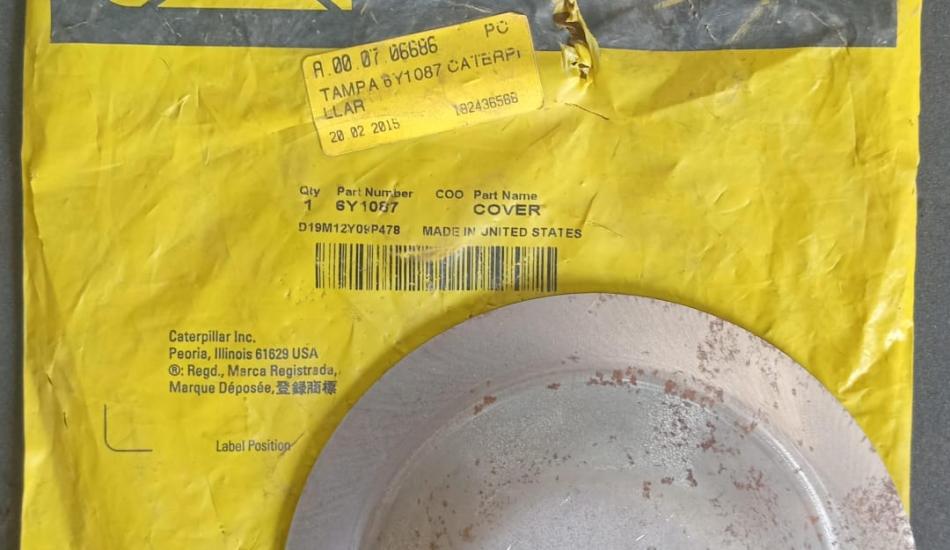 A.00.07.06686 PC
TAMPA 6Y1087 CATERPI
LLAR
20 02 2015 182436588
Qty Part Number COO Part Name
1 6Y1087 COVER
D19M12Y09P478 MADE IN UNITED STATES
Caterpillar Inc.
Peoria, Illinois 61629 USA
®: Regd., Marca Registrada,
Marque Déposée, 登録商標
Label Position